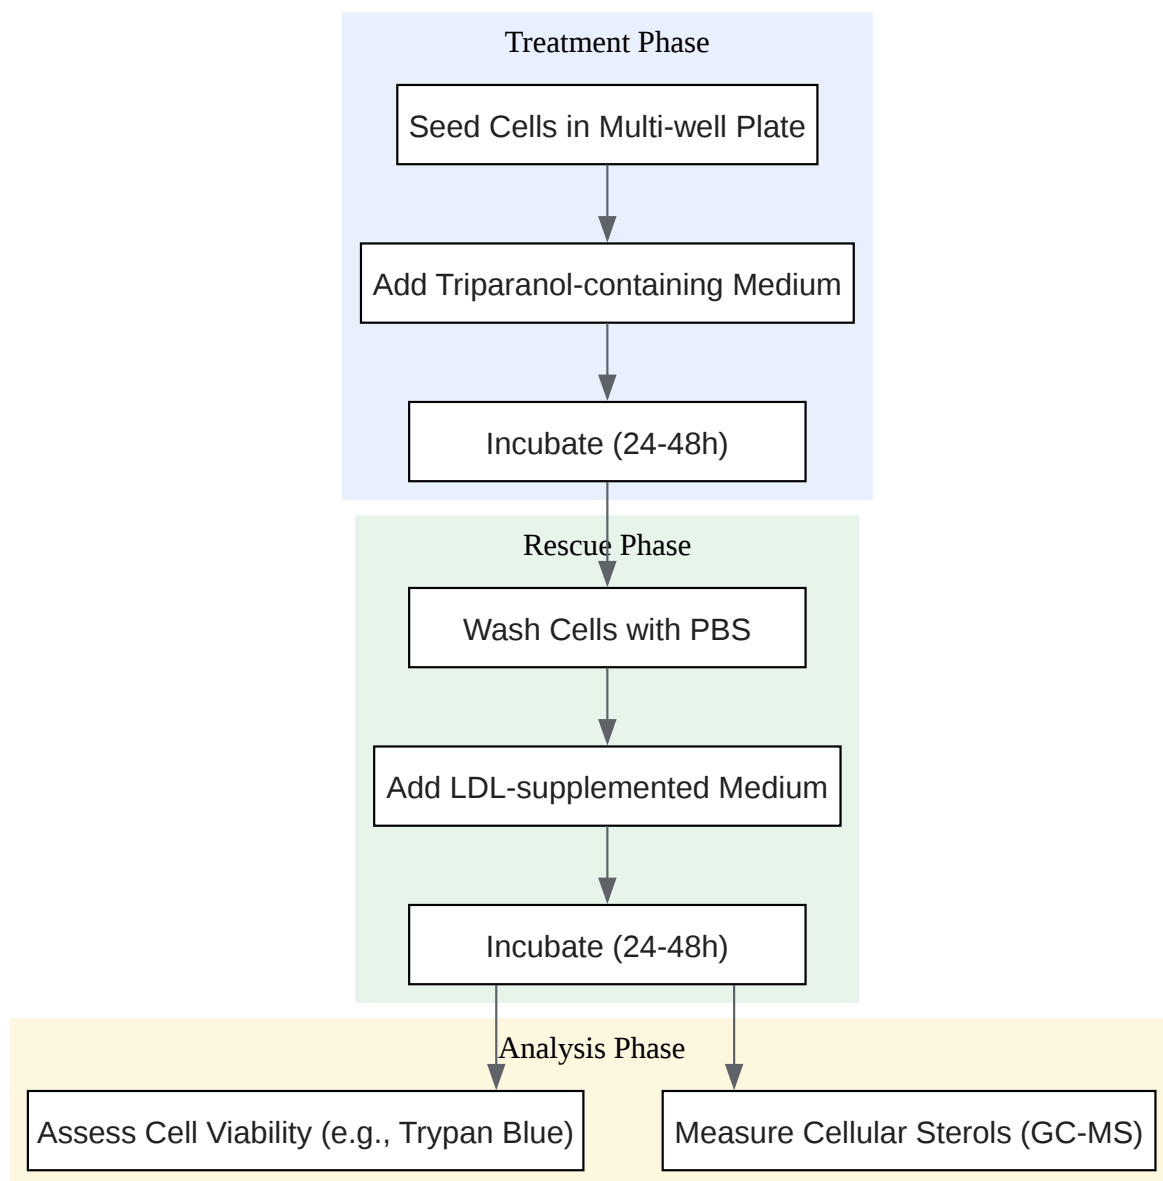 Treatment Phase
Seed Cells in Multi-well Plate
Add Triparanol-containing Medium
Incubate (24-48h)
Rescue Phase
Wash Cells with PBS
Add LDL-supplemented Medium
Incubate (24-48h)
Analysis Phase
Assess Cell Viability (e.g., Trypan Blue)
Measure Cellular Sterols (GC-MS)